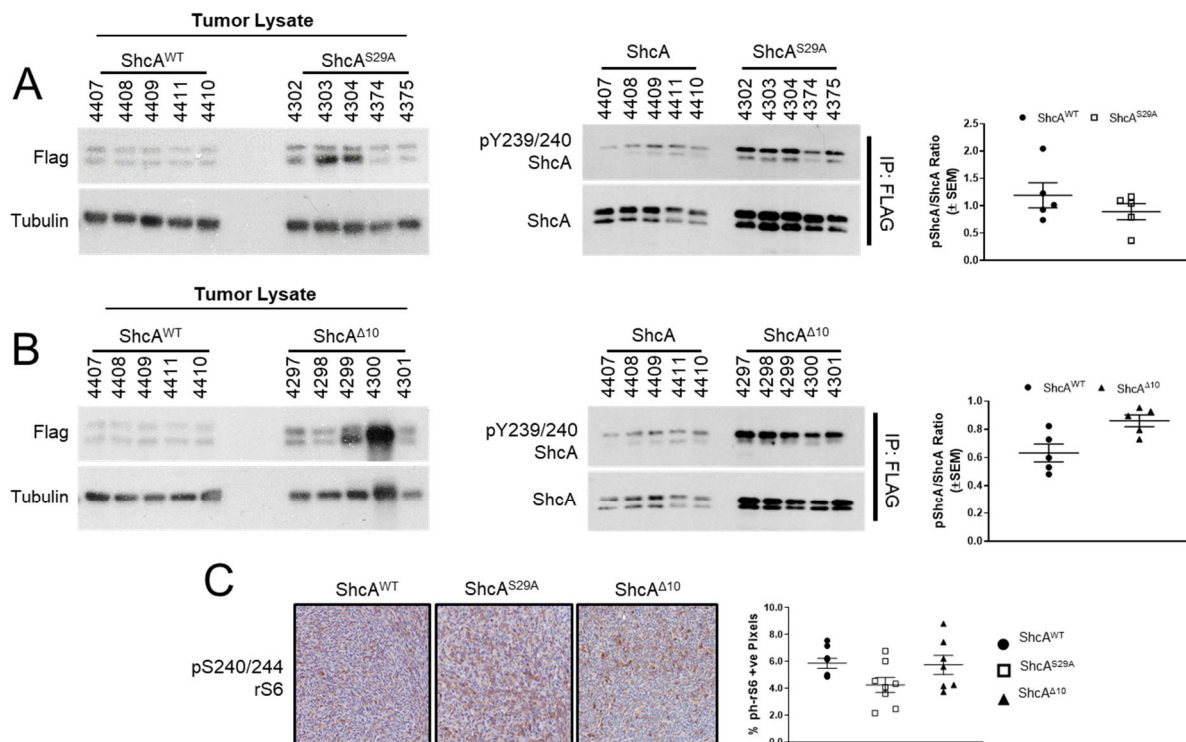 A
Tumor Lysate
ShcA^WT ShcA^S29A
4407 4408 4409 4411 4410 4302 4303 4304 4374 4375
Flag
Tubulin
ShcA ShcA^S29A
4407 4408 4409 4411 4410 4302 4303 4304 4374 4375
pY239/240
ShcA
ShcA
IP: FLAG
ShcA^WT ShcA^S29A
pShcA/ShcA Ratio
(± SEM)
2.5
2.0
1.5
1.0
0.5
0.0
B
Tumor Lysate
ShcA^WT ShcA^Δ10
4407 4408 4409 4411 4410 4297 4298 4299 4300 4301
Flag
Tubulin
ShcA ShcA^Δ10
4407 4408 4409 4411 4410 4297 4298 4299 4300 4301
pY239/240
ShcA
ShcA
IP: FLAG
ShcA^WT ShcA^Δ10
pShcA/ShcA Ratio
(±SEM)
1.0
0.8
0.6
0.4
0.2
0.0
C
ShcA^WT ShcA^S29A ShcA^Δ10
pS240/244
rS6
% ph-rS6 +ve Pixels
10.0
8.0
6.0
4.0
2.0
0.0
ShcA^WT
ShcA^S29A
ShcA^Δ10